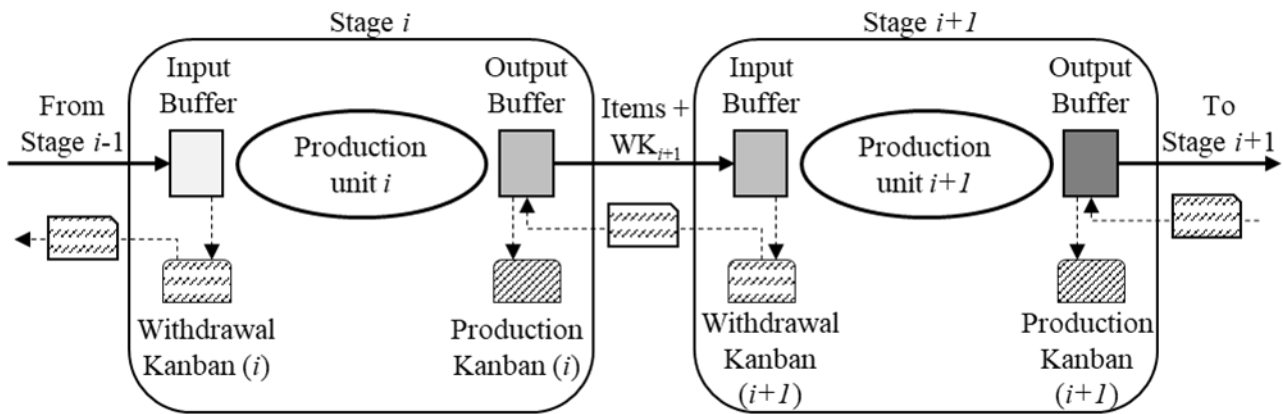 Stage i
Stage i+1
Input
Buffer
Output
Buffer
Input
Buffer
Output
Buffer
From
Stage i-1
Items +
WKi+1
To
Stage i+1
Production
unit i
Production
unit i+1
Withdrawal
Kanban (i)
Production
Kanban (i)
Withdrawal
Kanban
(i+1)
Production
Kanban
(i+1)